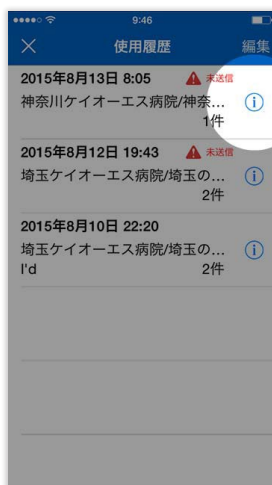 9:46
使用履歴
編集
2015年8月13日 8:05 未送信
神奈川ケイオーエス病院/神奈...
1件
2015年8月12日 19:43 未送信
埼玉ケイオーエス病院/埼玉の...
2件
2015年8月10日 22:20
埼玉ケイオーエス病院/埼玉の...
I'd 2件